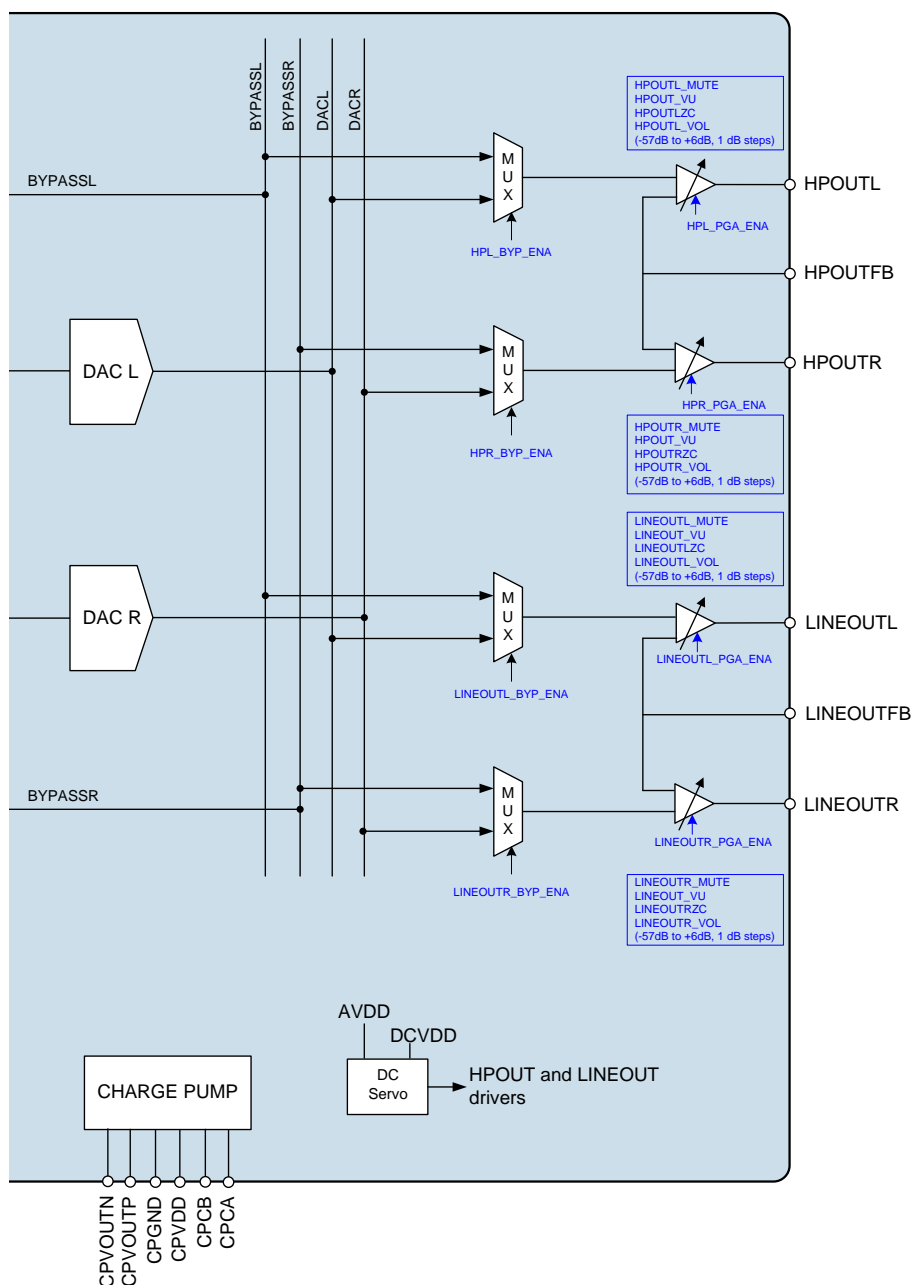 BYPASSL
BYPASSR
DACL
DACR
HPOUTL_MUTE
HPOUT_VU
HPOUTLZC
HPOUTL_VOL
(-57dB to +6dB, 1 dB steps)
MUX
BYPASSL
HPOUTL
HPL_PGA_ENA
HPL_BYP_ENA
HPOUTFB
MUX
DAC L
HPOUTR
HPR_PGA_ENA
HPR_BYP_ENA
HPOUTR_MUTE
HPOUT_VU
HPOUTRZC
HPOUTR_VOL
(-57dB to +6dB, 1 dB steps)
LINEOUTL_MUTE
LINEOUT_VU
LINEOUTLZC
LINEOUTL_VOL
(-57dB to +6dB, 1 dB steps)
MUX
DAC R
LINEOUTL
LINEOUTL_PGA_ENA
LINEOUTL_BYP_ENA
LINEOUTFB
MUX
BYPASSR
LINEOUTR
LINEOUTR_PGA_ENA
LINEOUTR_BYP_ENA
LINEOUTR_MUTE
LINEOUT_VU
LINEOUTRZC
LINEOUTR_VOL
(-57dB to +6dB, 1 dB steps)
AVDD
DCVDD
CHARGE PUMP
DC
Servo
HPOUT and LINEOUT
drivers
CPVOUTN
CPVOUTP
CPGND
CPVDD
CPCB
CPCA